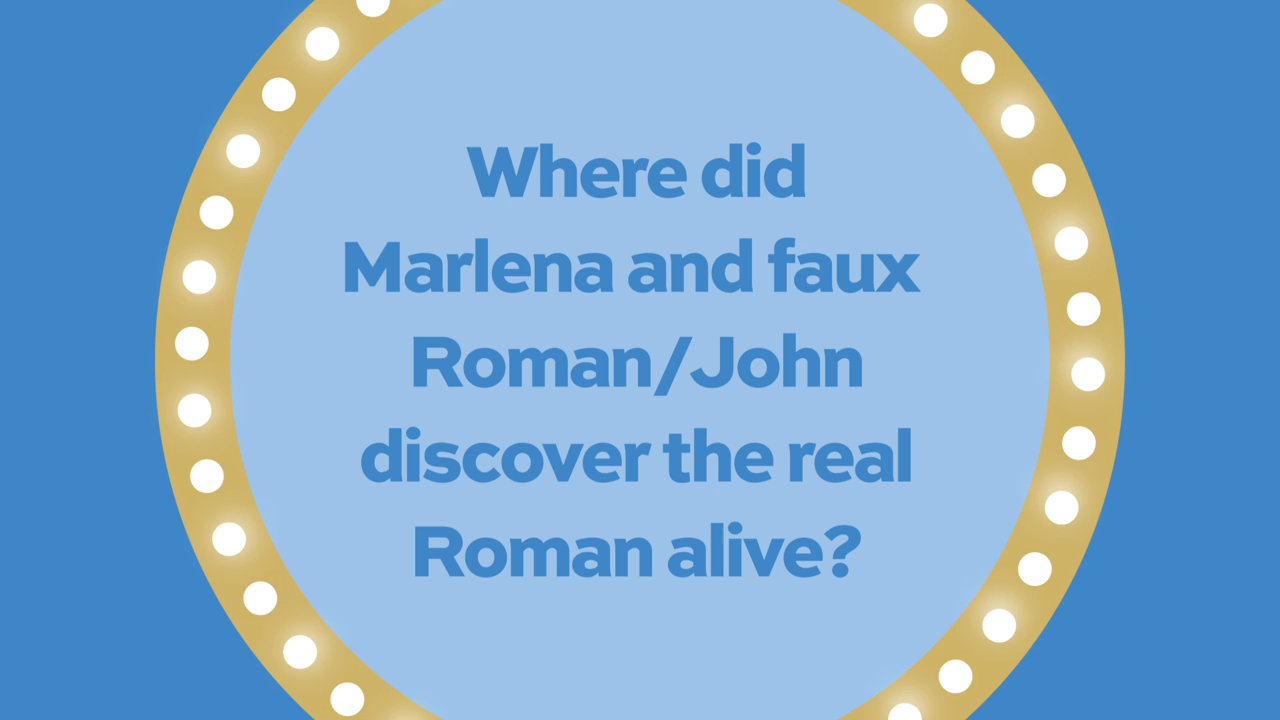 Where did
Marlena and faux
Roman/John
discover the real
Roman alive?